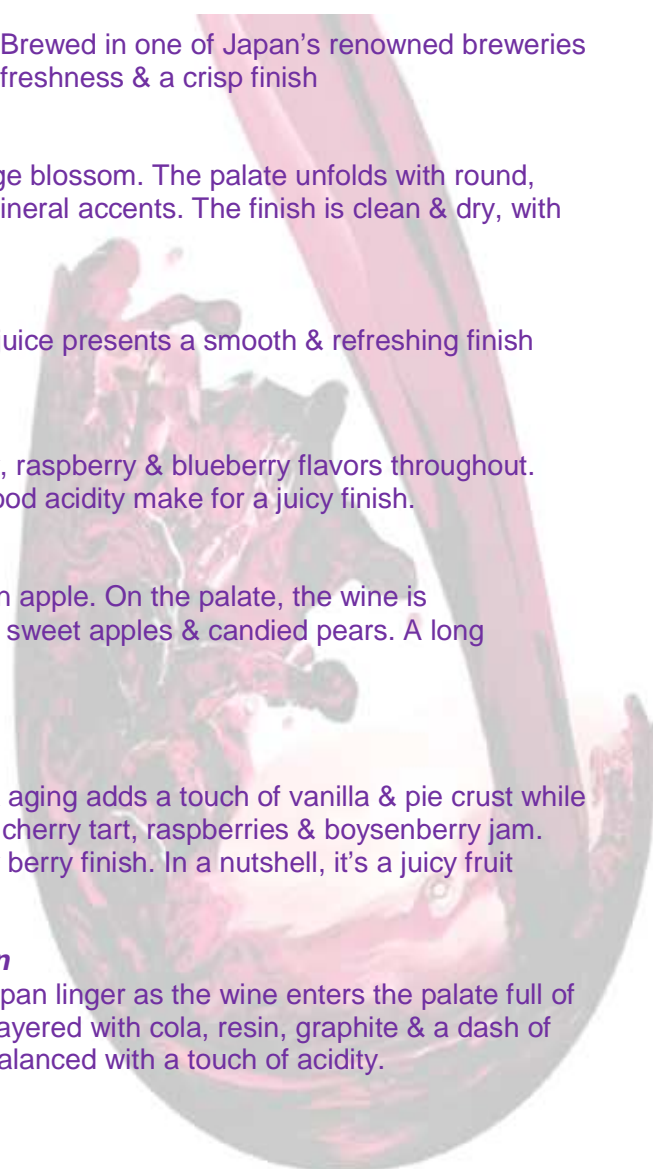 Brewed in one of Japan’s renowned breweries
freshness & a crisp finish
ge blossom. The palate unfolds with round,
ineral accents. The finish is clean & dry, with
juice presents a smooth & refreshing finish
, raspberry & blueberry flavors throughout.
ood acidity make for a juicy finish.
n apple. On the palate, the wine is
sweet apples & candied pears. A long
aging adds a touch of vanilla & pie crust while
cherry tart, raspberries & boysenberry jam.
berry finish. In a nutshell, it’s a juicy fruit
n
pan linger as the wine enters the palate full of
ayered with cola, resin, graphite & a dash of
alanced with a touch of acidity.